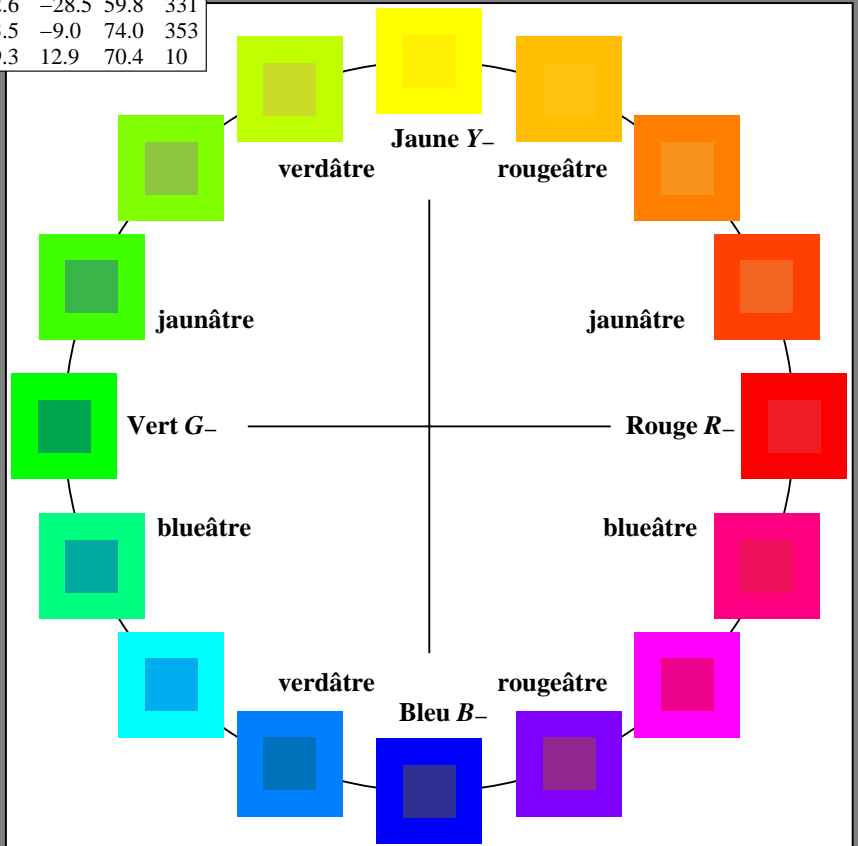 −28.5 59.8 331
−9.0 74.0 353
12.9 70.4 10
Jaune Y–
verdâtre rougeâtre
jaunâtre jaunâtre
Vert G– Rouge R–
blueâtre blueâtre
verdâtre rougeâtre
Bleu B–